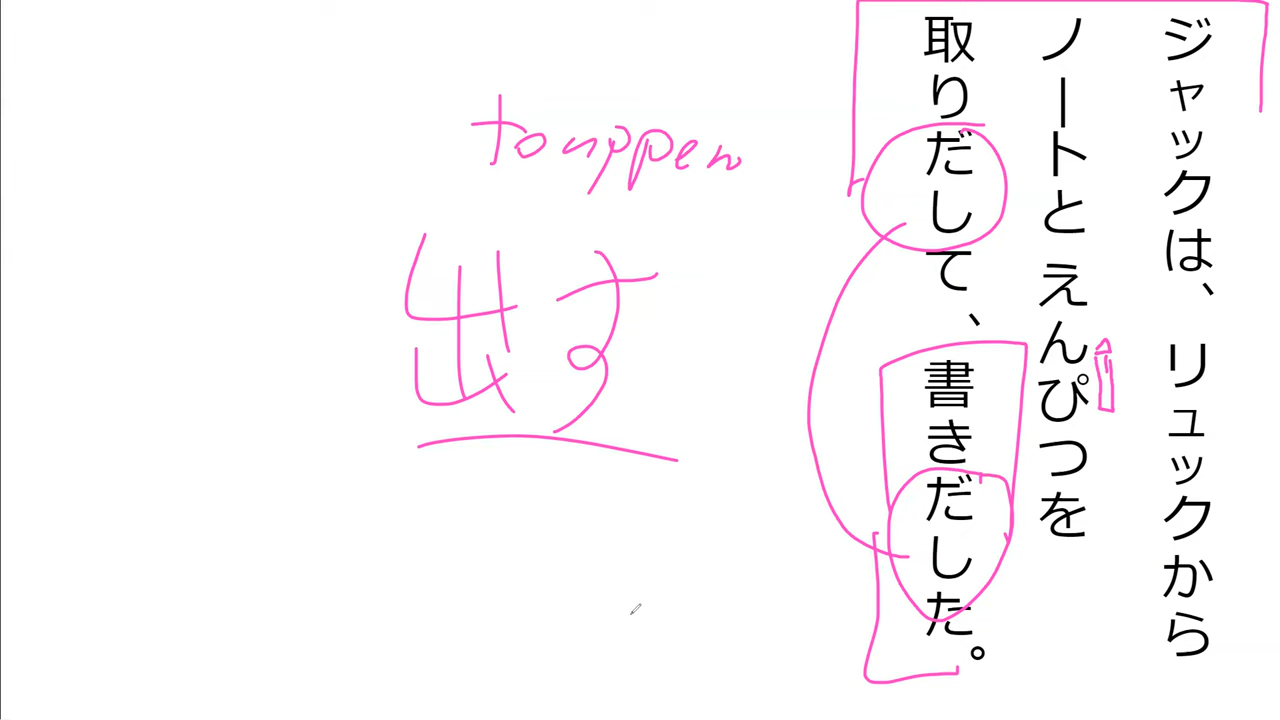 ジャックは、リュックから
ノートとえんぴつを
取りだして、書きだした。
touppen
出す